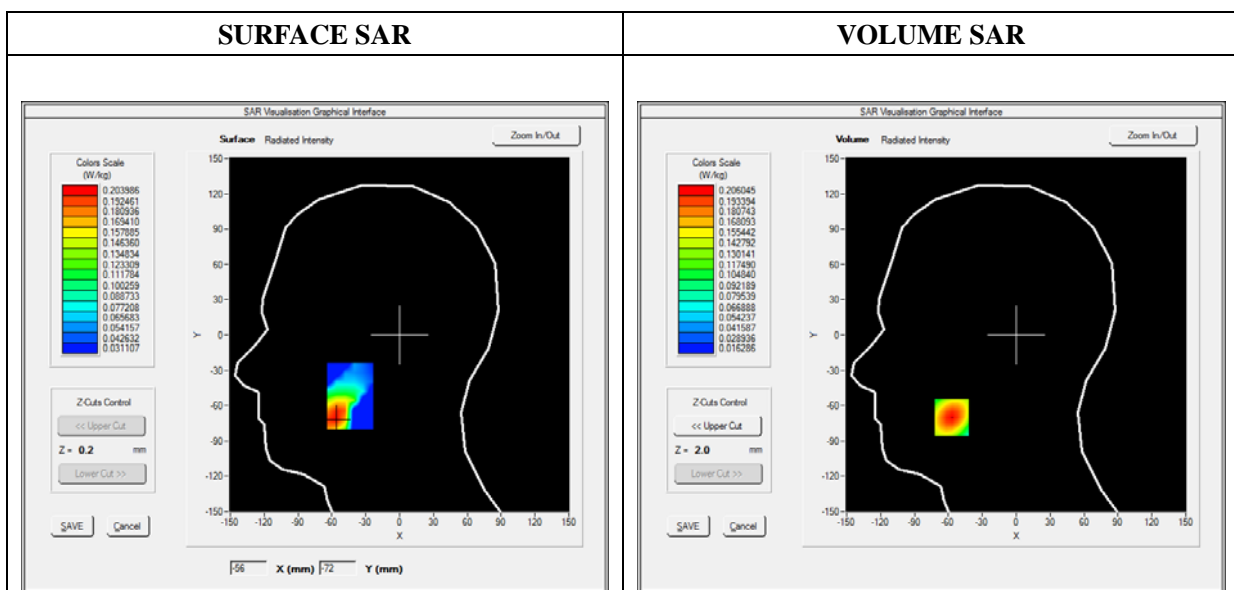 SURFACE SAR
VOLUME SAR
SAR Visualisation Graphical Interface
Surface Radiated Intensity
Zoom In/Out
Colors Scale
(W/kg)
0.203986
0.192461
0.180936
0.169410
0.157885
0.146360
0.134834
0.123309
0.111784
0.100259
0.088733
0.077208
0.065683
0.054157
0.042632
0.031107
Z-Cuts Control
<< Upper Cut
Z = 0.2 mm
Lower Cut >>
SAVE Cancel
150
120
90
60
30
0
-30
-60
-90
-120
-150
Y
-150 -120 -90 -60 -30 0 30 60 90 120 150
X
-56 X (mm) -72 Y (mm)
SAR Visualisation Graphical Interface
Volume Radiated Intensity
Zoom In/Out
Colors Scale
(W/kg)
0.206045
0.193394
0.180743
0.168093
0.155442
0.142792
0.130141
0.117490
0.104840
0.092189
0.079539
0.066888
0.054237
0.041587
0.028936
0.016286
Z-Cuts Control
<< Upper Cut
Z = 2.0 mm
Lower Cut >>
SAVE Cancel
150
120
90
60
30
0
-30
-60
-90
-120
-150
Y
-150 -120 -90 -60 -30 0 30 60 90 120 150
X